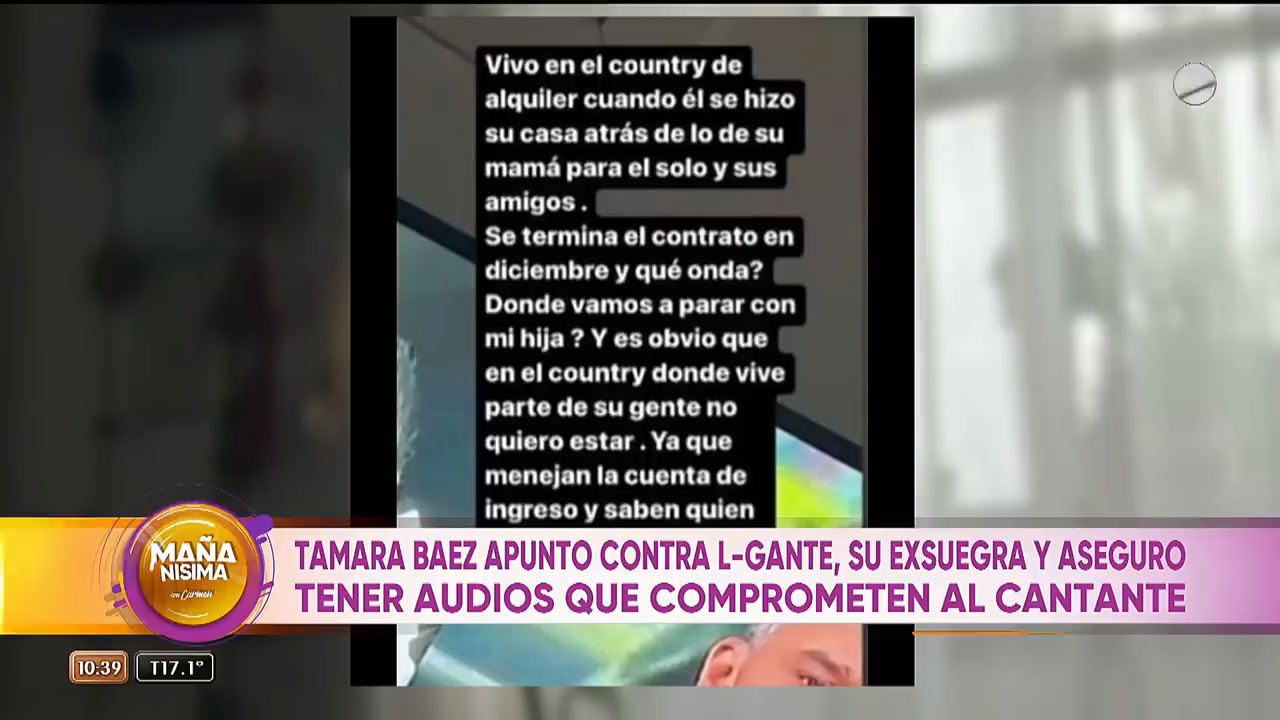 Vivo en el country de
alquiler cuando él se hizo
su casa atrás de lo de su
mamá para el solo y sus
amigos .
Se termina el contrato en
diciembre y qué onda?
Donde vamos a parar con
mi hija ? Y es obvio que
en el country donde vive
parte de su gente no
quiero estar . Ya que
menejan la cuenta de
ingreso y saben quien
MAÑA
NISIMA
con Carmen
TAMARA BAEZ APUNTO CONTRA L-GANTE, SU EXSUEGRA Y ASEGURO
TENER AUDIOS QUE COMPROMETEN AL CANTANTE
10:39
T17.1°